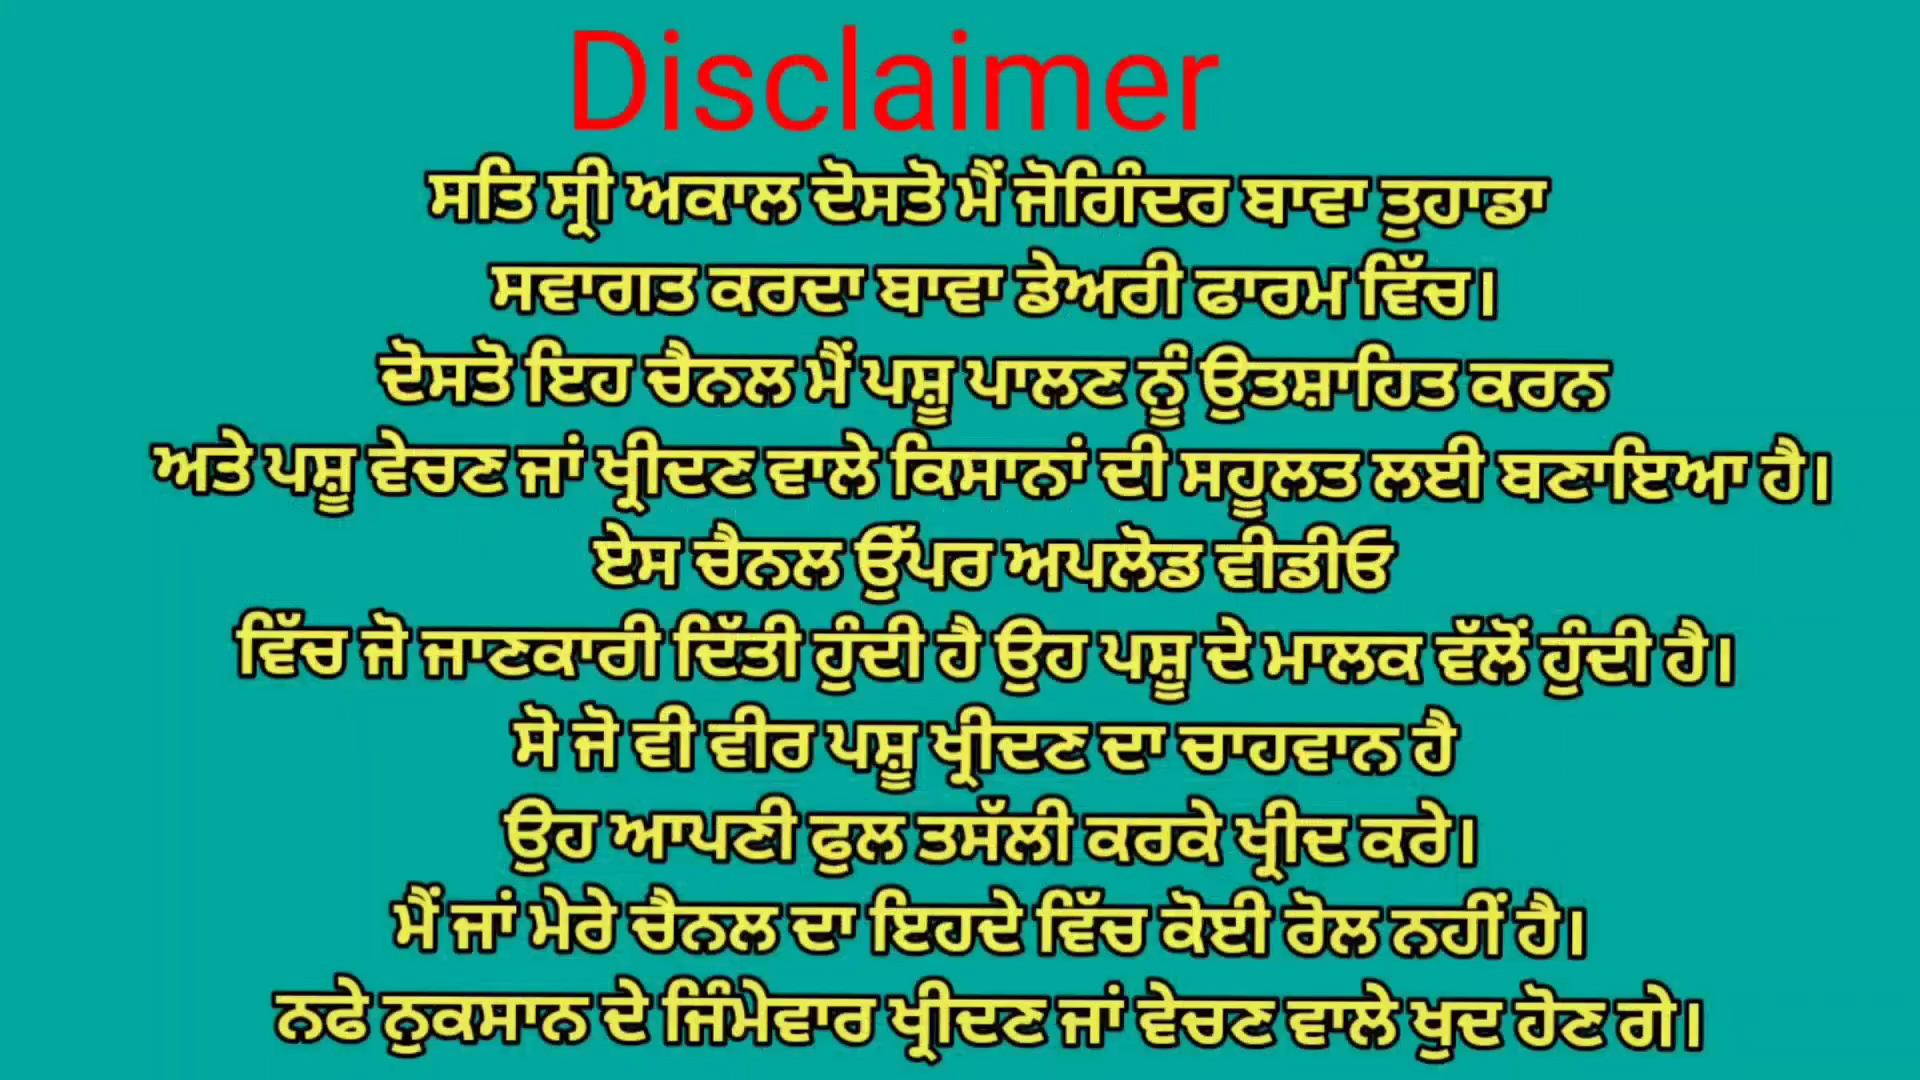 Disclaimer
ਸਤਿ ਸ੍ਰੀ ਅਕਾਲ ਦੋਸਤੋ ਮੈਂ ਜੋਗਿੰਦਰ ਬਾਵਾ ਤੁਹਾਡਾ
ਸਵਾਗਤ ਕਰਦਾ ਬਾਵਾ ਡੇਅਰੀ ਫਾਰਮ ਵਿੱਚ।
ਦੋਸਤੋ ਇਹ ਚੈਨਲ ਮੈਂ ਪਸ਼ੂ ਪਾਲਣ ਨੂੰ ਉਤਸ਼ਾਹਿਤ ਕਰਨ
ਅਤੇ ਪਸ਼ੂ ਵੇਚਣ ਜਾਂ ਖ੍ਰੀਦਣ ਵਾਲੇ ਕਿਸਾਨਾਂ ਦੀ ਸਹੂਲਤ ਲਈ ਬਣਾਇਆ ਹੈ।
ਏਸ ਚੈਨਲ ਉੱਪਰ ਅਪਲੋਡ ਵੀਡੀਓ
ਵਿੱਚ ਜੋ ਜਾਣਕਾਰੀ ਦਿੱਤੀ ਹੁੰਦੀ ਹੈ ਉਹ ਪਸ਼ੂ ਦੇ ਮਾਲਕ ਵੱਲੋਂ ਹੁੰਦੀ ਹੈ।
ਸੋ ਜੋ ਵੀ ਵੀਰ ਪਸ਼ੂ ਖ੍ਰੀਦਣ ਦਾ ਚਾਹਵਾਨ ਹੈ
ਉਹ ਆਪਣੀ ਫੁਲ ਤਸੱਲੀ ਕਰਕੇ ਖ੍ਰੀਦ ਕਰੇ।
ਮੈਂ ਜਾਂ ਮੇਰੇ ਚੈਨਲ ਦਾ ਇਹਦੇ ਵਿੱਚ ਕੋਈ ਰੋਲ ਨਹੀਂ ਹੈ।
ਨਫੇ ਨੁਕਸਾਨ ਦੇ ਜਿੰਮੇਵਾਰ ਖ੍ਰੀਦਣ ਜਾਂ ਵੇਚਣ ਵਾਲੇ ਖੁਦ ਹੋਣ ਗੇ।